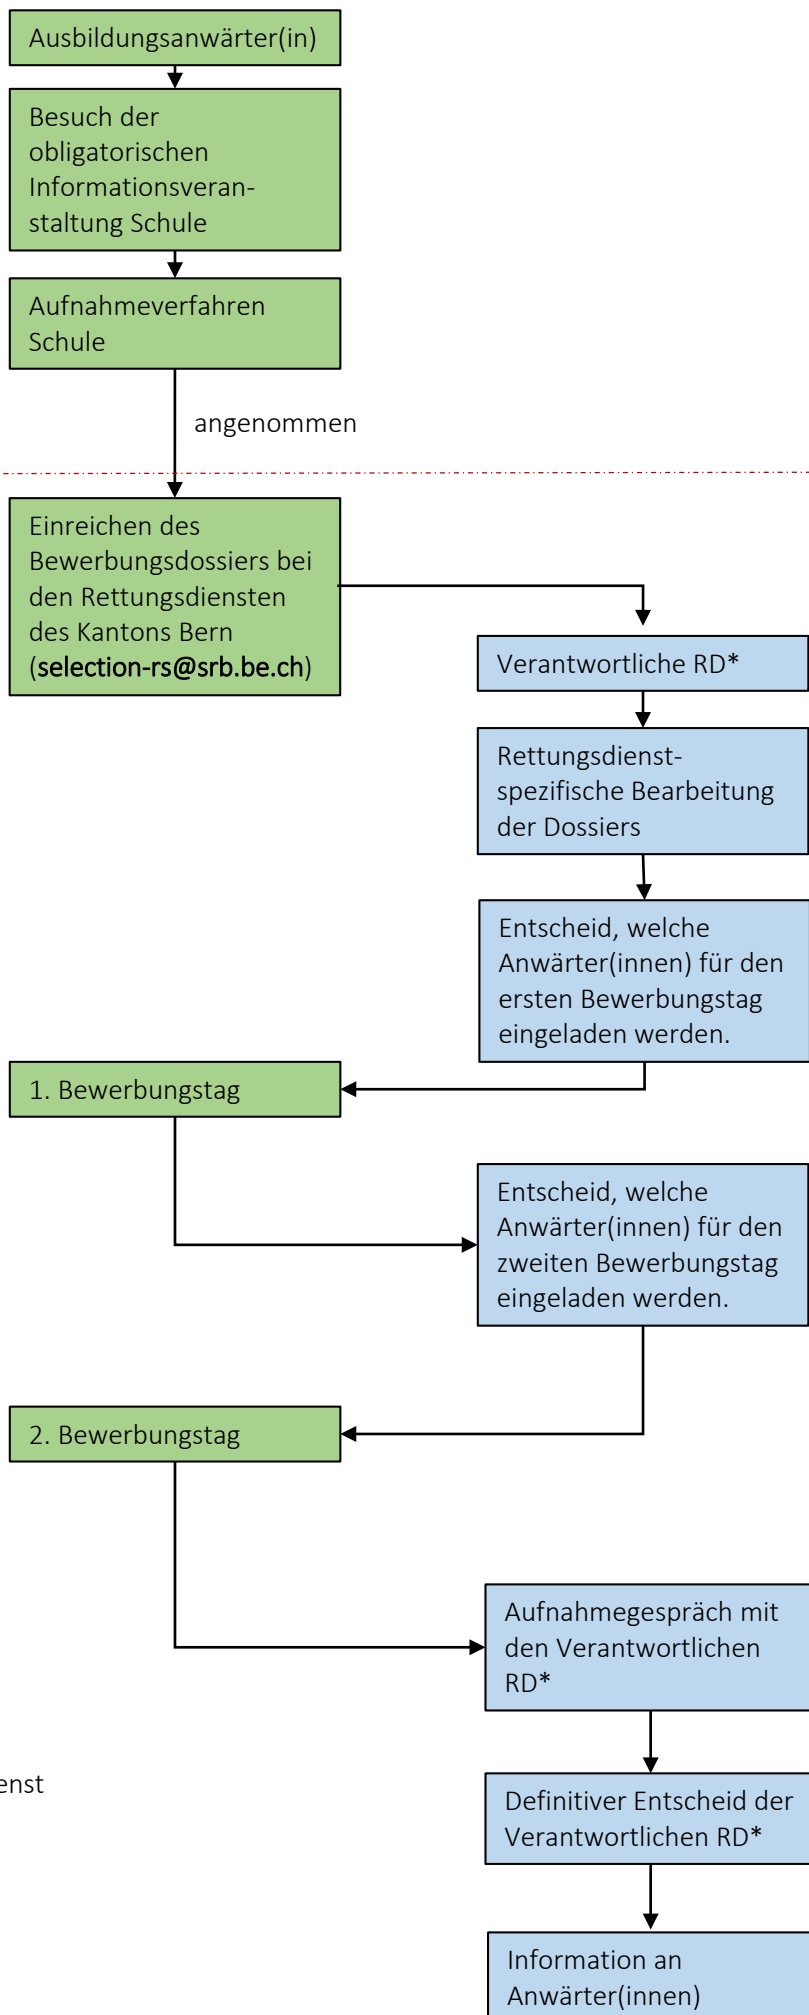 Ausbildungsanwärter(in)
Besuch der
obligatorischen
Informationsveran-
staltung Schule
Aufnahmeverfahren
Schule
angenommen
Einreichen des
Bewerbungsdossiers bei
den Rettungsdiensten
des Kantons Bern
(selection-rs@srb.be.ch)
Verantwortliche RD*
Rettungsdienst-
spezifische Bearbeitung
der Dossiers
Entscheid, welche
Anwärter(innen) für den
ersten Bewerbungstag
eingeladen werden.
1. Bewerbungstag
Entscheid, welche
Anwärter(innen) für den
zweiten Bewerbungstag
eingeladen werden.
2. Bewerbungstag
Aufnahmegespräch mit
den Verantwortlichen
RD*
enst
Definitiver Entscheid der
Verantwortlichen RD*
Information an
Anwärter(innen)